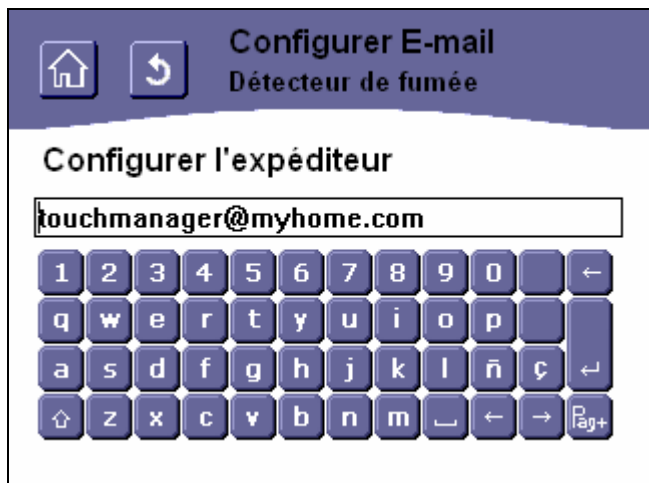 Configurer E-mail
Détecteur de fumée
Configurer l'expéditeur
touchmanager@myhome.com
1 2 3 4 5 6 7 8 9 0 ←
q w e r t y u i o p
a s d f g h j k l ñ ç ↵
⇧ z x c v b n m ⎵ ← → Pag+